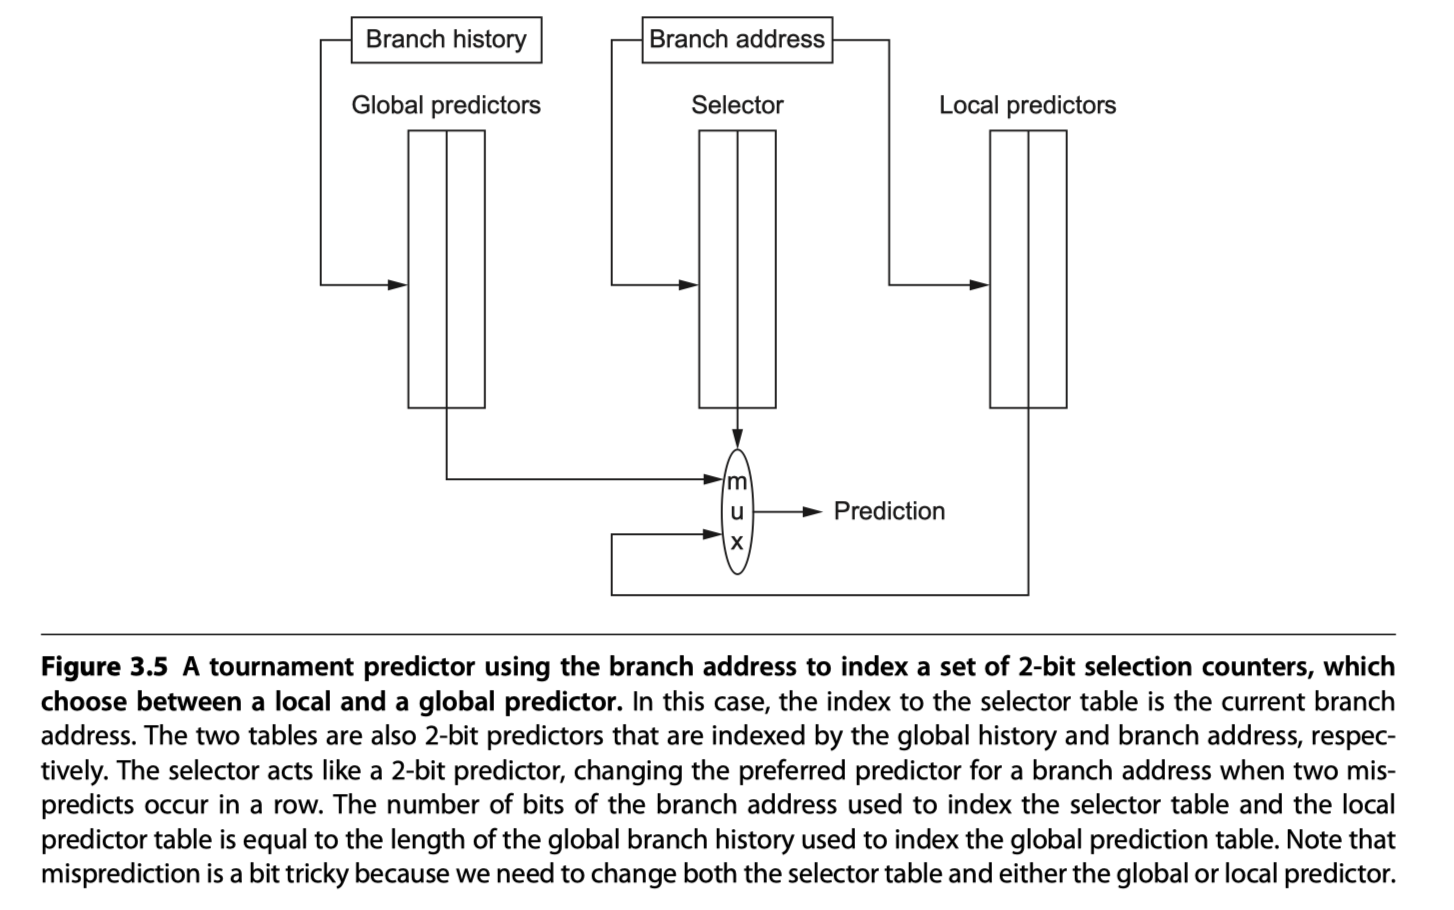 Branch history
Branch address
Global predictors
Selector
Local predictors
m
u
x
Prediction
Figure 3.5 A tournament predictor using the branch address to index a set of 2-bit selection counters, which
choose between a local and a global predictor. In this case, the index to the selector table is the current branch
address. The two tables are also 2-bit predictors that are indexed by the global history and branch address, respec-
tively. The selector acts like a 2-bit predictor, changing the preferred predictor for a branch address when two mis-
predicts occur in a row. The number of bits of the branch address used to index the selector table and the local
predictor table is equal to the length of the global branch history used to index the global prediction table. Note that
misprediction is a bit tricky because we need to change both the selector table and either the global or local predictor.